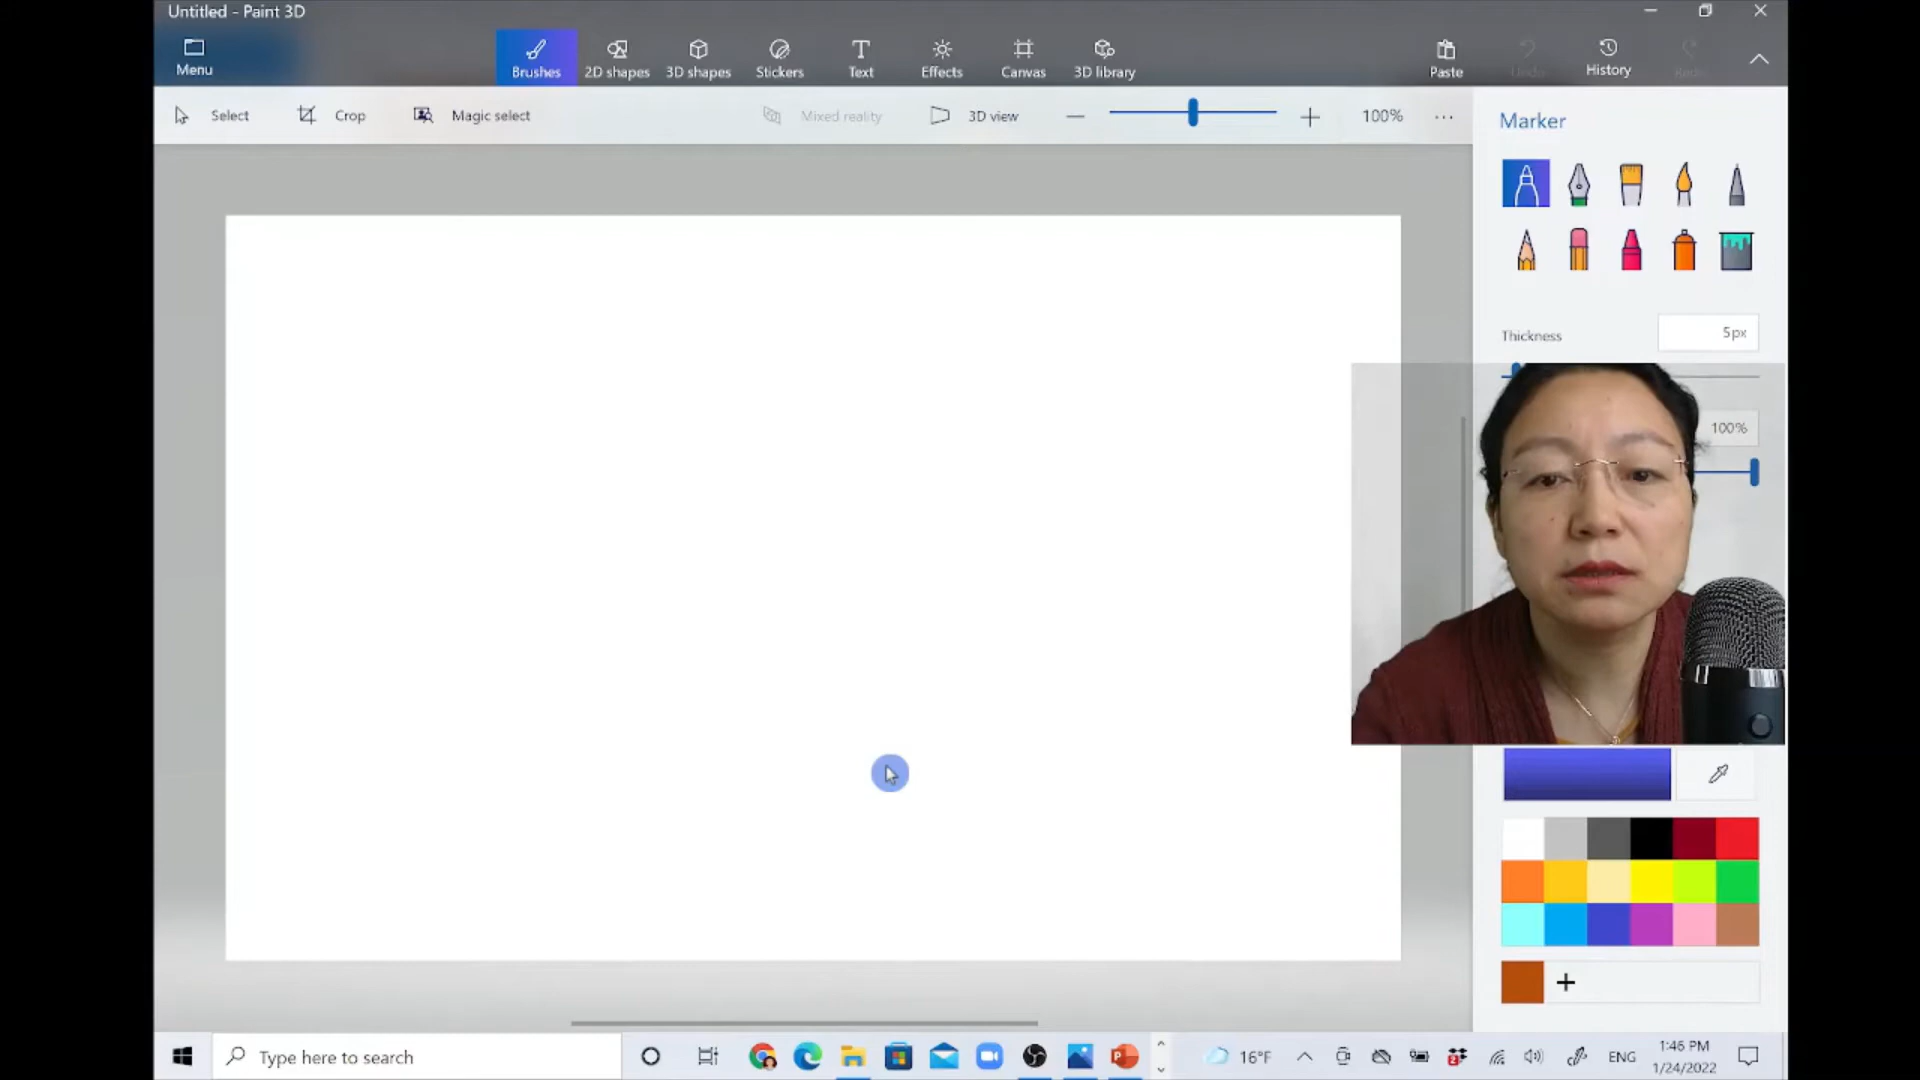 Untitled - Paint 3D
Menu
Brushes
2D shapes
3D shapes
Stickers
Text
Effects
Canvas
3D library
Paste
Undo
History
Redo
Select
Crop
Magic select
Mixed reality
3D view
100%
Marker
Thickness
5px
100%
Type here to search
16°F
ENG
1:46 PM
1/24/2022